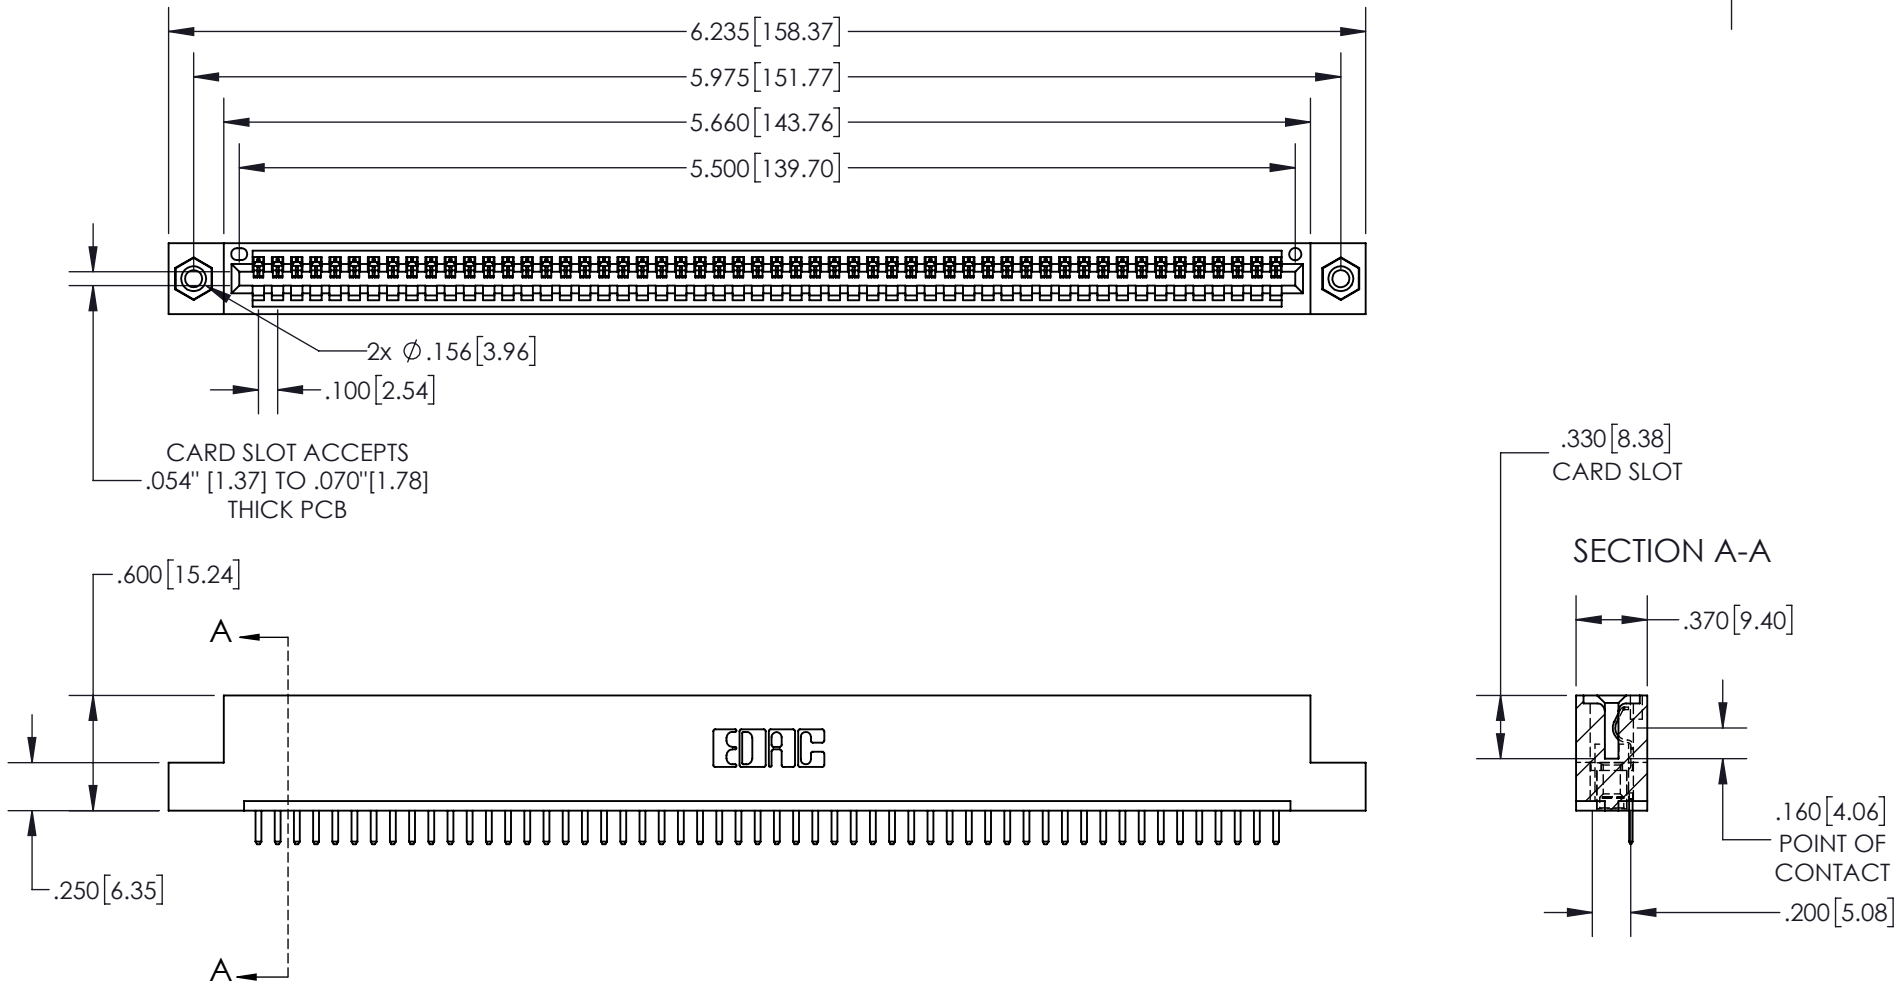 6.235[158.37]
5.975[151.77]
5.660[143.76]
5.500[139.70]
2x Ø.156[3.96]
.100[2.54]
CARD SLOT ACCEPTS
.054" [1.37] TO .070"[1.78]
THICK PCB
.330[8.38]
CARD SLOT
SECTION A-A
.600[15.24]
.370[9.40]
A
EDAC
.160[4.06]
POINT OF
CONTACT
.250[6.35]
.200[5.08]
A